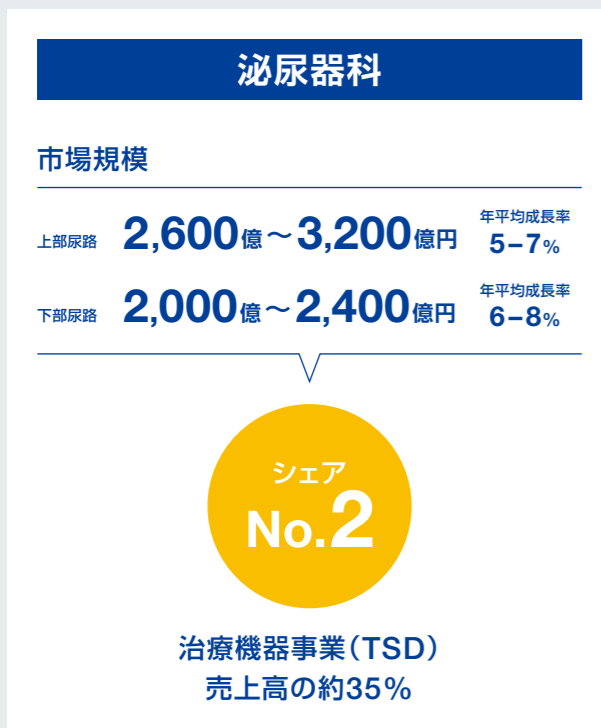 泌尿器科
市場規模
上部尿路 2,600億～3,200億円 年平均成長率 5−7%
下部尿路 2,000億～2,400億円 年平均成長率 6−8%
シェア
No.2
治療機器事業（TSD）
売上高の約35%